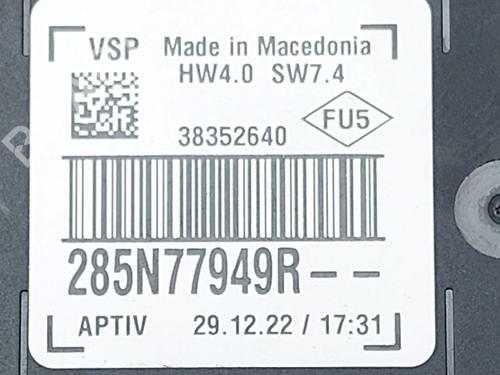 VSP Made in Macedonia
HW4.0 SW7.4
38352640
FU5
285N77949R--
APTIV 29.12.22 / 17:31